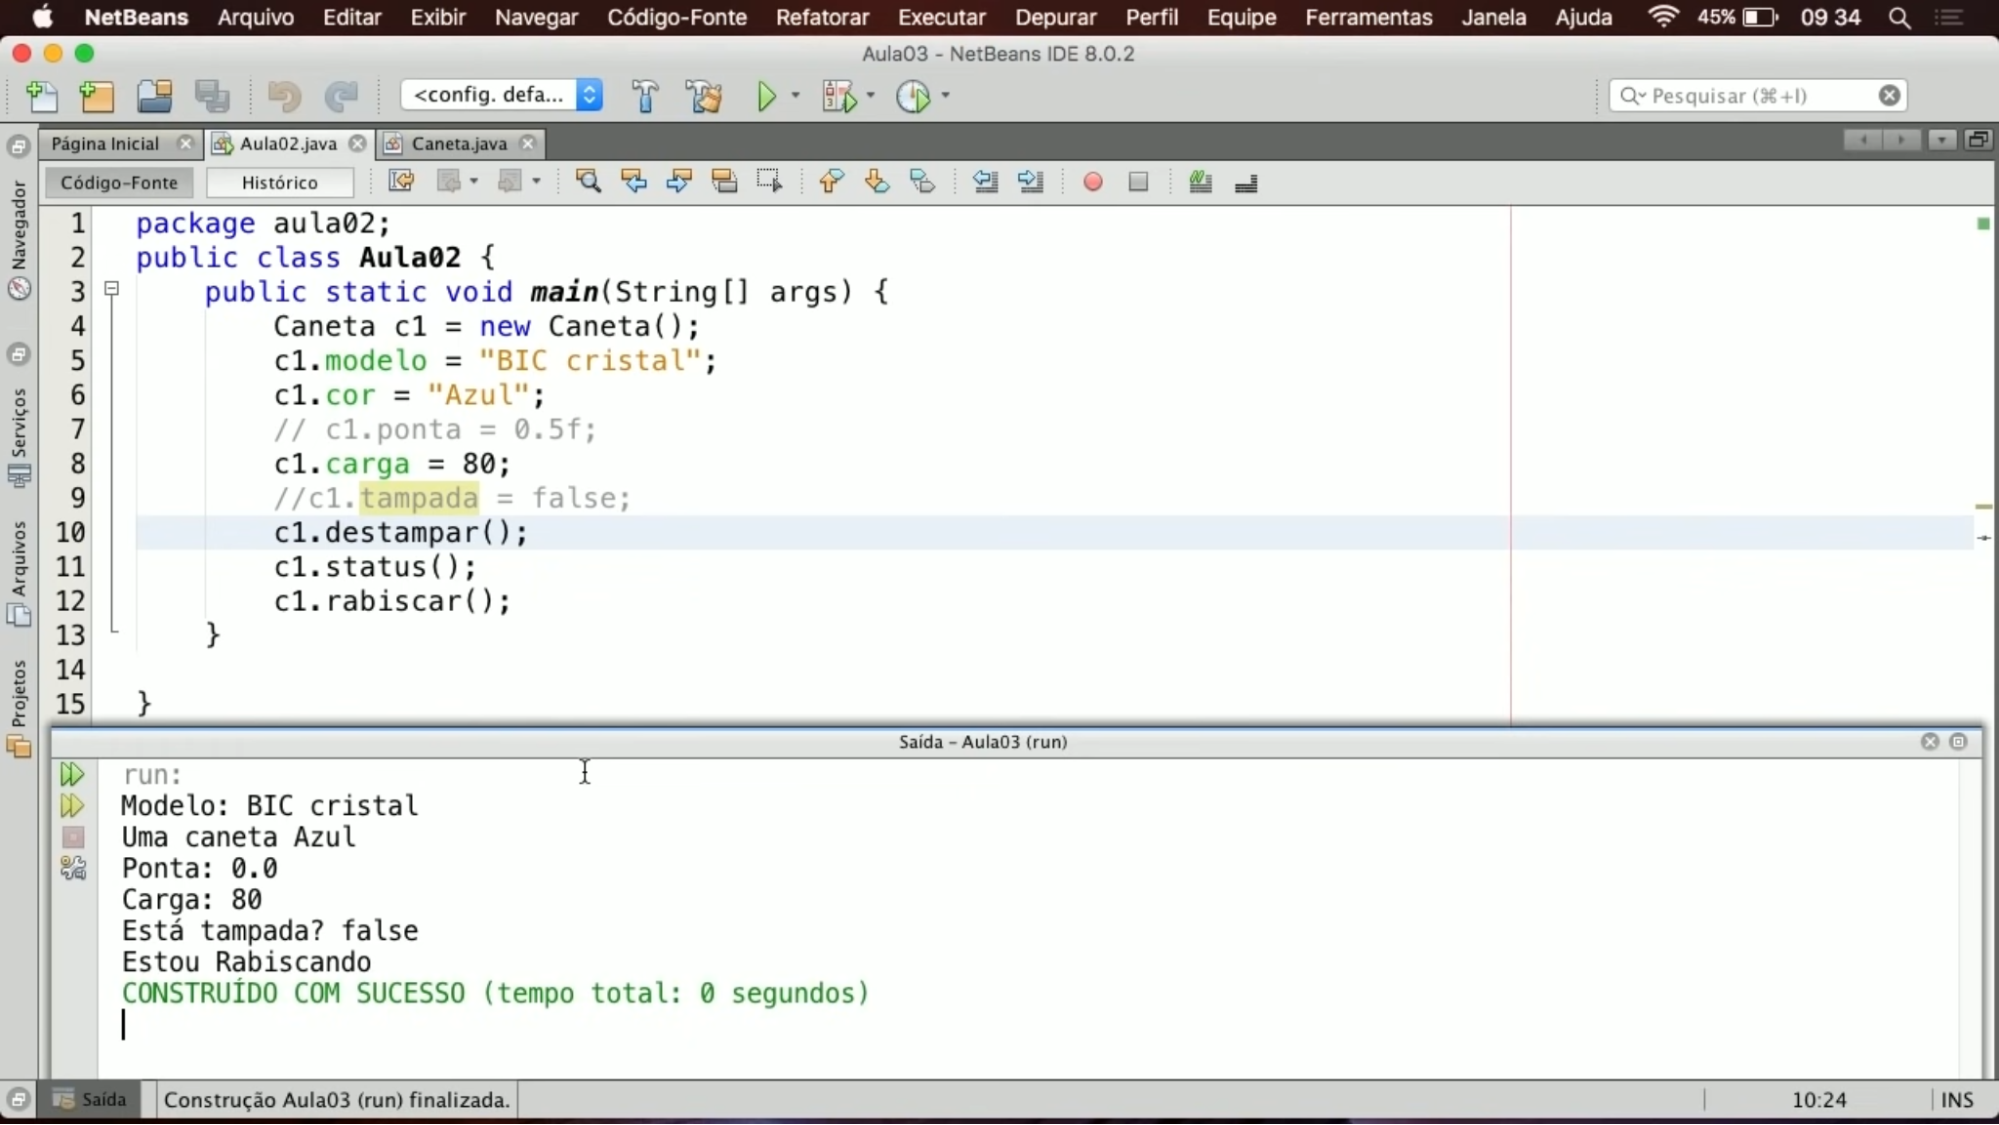 NetBeans Arquivo Editar Exibir Navegar Código-Fonte Refatorar Executar Depurar Perfil Equipe Ferramentas Janela Ajuda 45% 09 34
Aula03 - NetBeans IDE 8.0.2
<config. defa... Pesquisar (⌘+I)
Página Inicial Aula02.java Caneta.java
Código-Fonte Histórico
Navegador
Serviços
Arquivos
Projetos
1 package aula02;
2 public class Aula02 {
3 public static void main(String[] args) {
4 Caneta c1 = new Caneta();
5 c1.modelo = "BIC cristal";
6 c1.cor = "Azul";
7 // c1.ponta = 0.5f;
8 c1.carga = 80;
9 //c1.tampada = false;
10 c1.destampar();
11 c1.status();
12 c1.rabiscar();
13 }
14
15 }
Saída - Aula03 (run)
run:
Modelo: BIC cristal
Uma caneta Azul
Ponta: 0.0
Carga: 80
Está tampada? false
Estou Rabiscando
CONSTRUÍDO COM SUCESSO (tempo total: 0 segundos)
Saída Construção Aula03 (run) finalizada. 10:24 INS